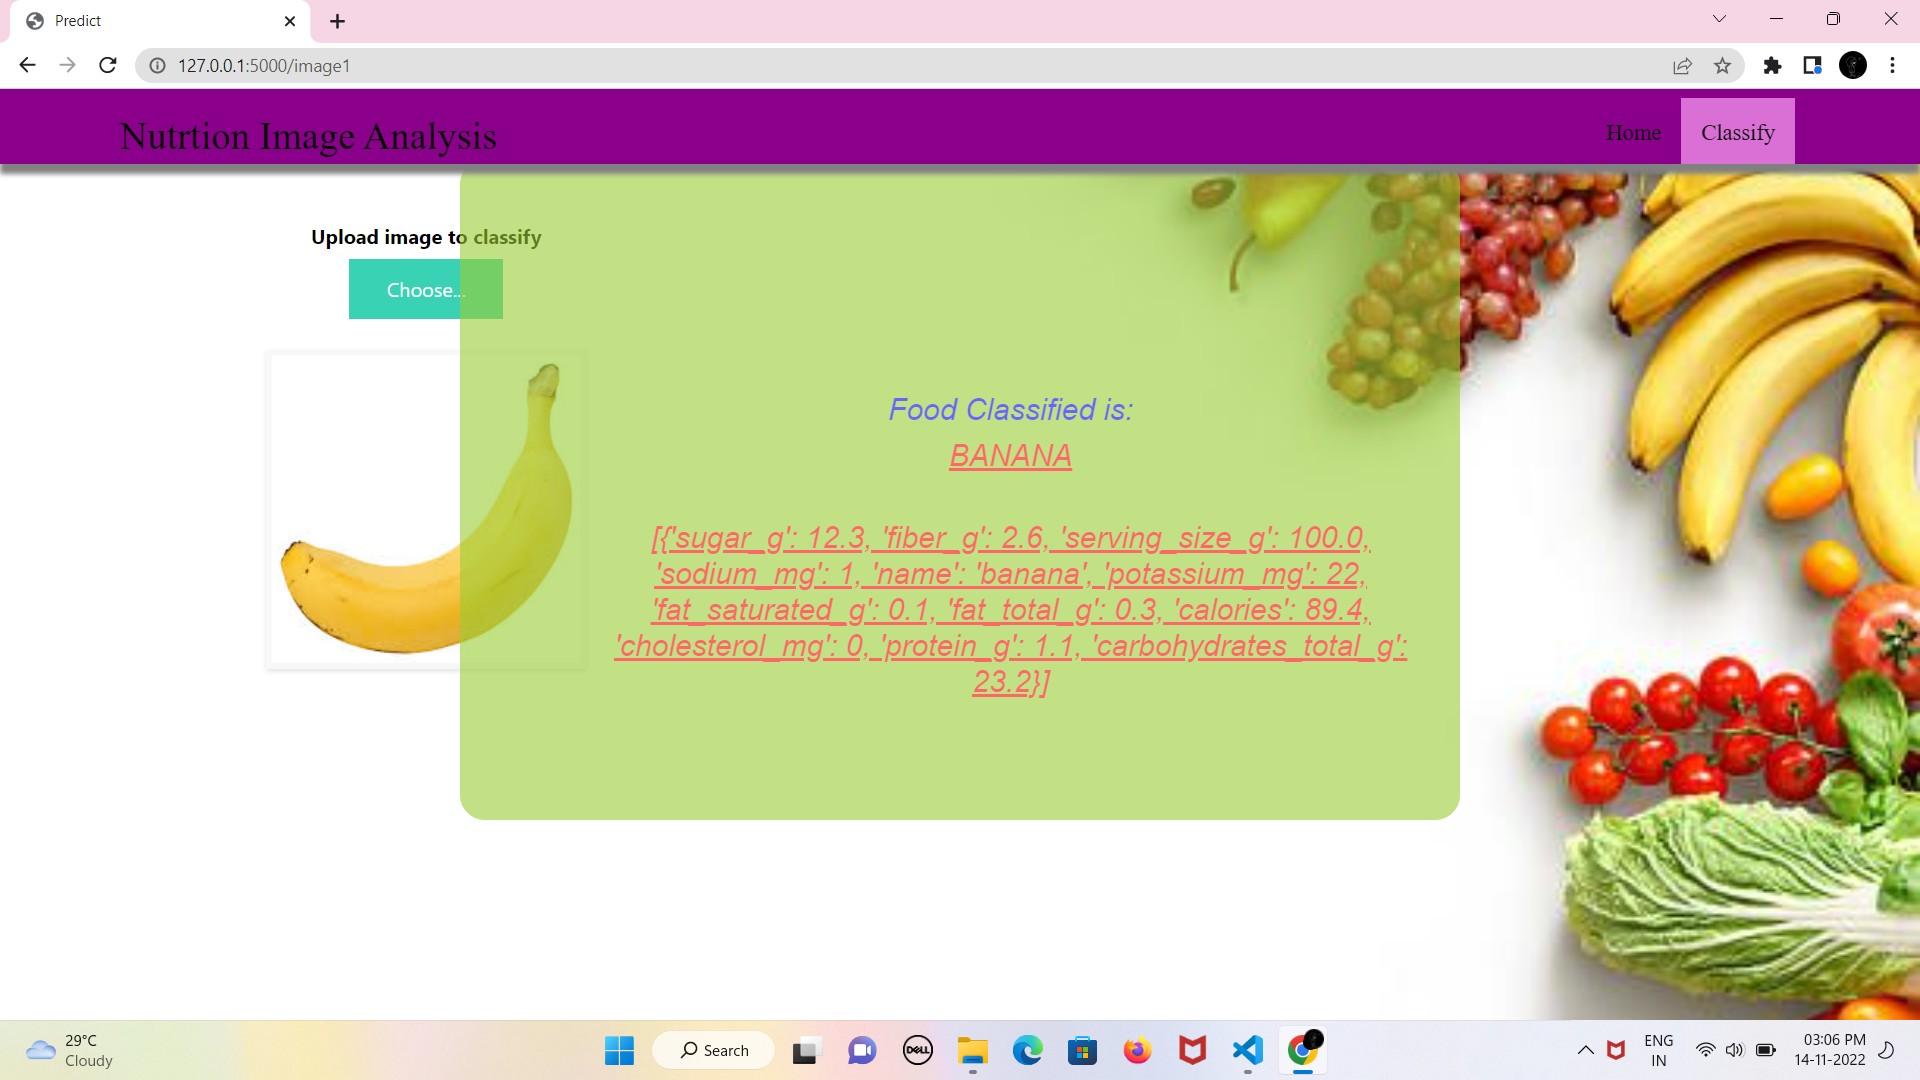 Predict
127.0.0.1:5000/image1
Nutrtion Image Analysis
Home
Classify
Upload image to classify
Choose...
Food Classified is:
BANANA
[{'sugar_g': 12.3, 'fiber_g': 2.6, 'serving_size_g': 100.0,
'sodium_mg': 1, 'name': 'banana', 'potassium_mg': 22,
'fat_saturated_g': 0.1, 'fat_total_g': 0.3, 'calories': 89.4,
'cholesterol_mg': 0, 'protein_g': 1.1, 'carbohydrates_total_g':
23.2}]
29°C
Cloudy
Search
DELL
ENG
IN
03:06 PM
14-11-2022